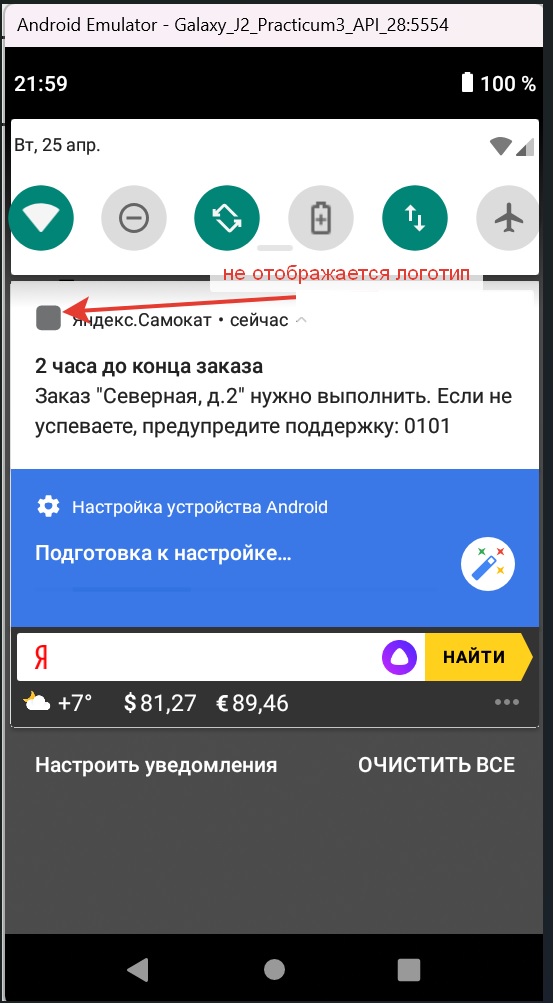 Android Emulator - Galaxy_J2_Practicum3_API_28:5554
21:59
100 %
Вт, 25 апр.
не отображается логотип
Яндекс.Самокат • сейчас
2 часа до конца заказа
Заказ "Северная, д.2" нужно выполнить. Если не
успеваете, предупредите поддержку: 0101
Настройка устройства Android
Подготовка к настройке...
Я
НАЙТИ
+7° $81,27 €89,46
Настроить уведомления
ОЧИСТИТЬ ВСЕ